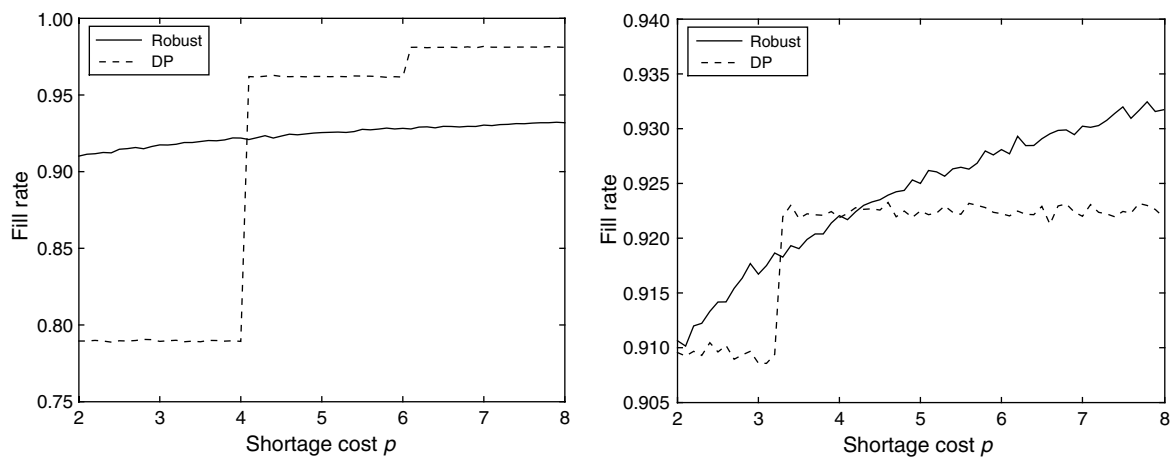 1.00
0.95
0.90
0.85
0.80
0.75
Fill rate
Robust
DP
2 3 4 5 6 7 8
Shortage cost p
0.940
0.935
0.930
0.925
0.920
0.915
0.910
0.905
Fill rate
Robust
DP
2 3 4 5 6 7 8
Shortage cost p